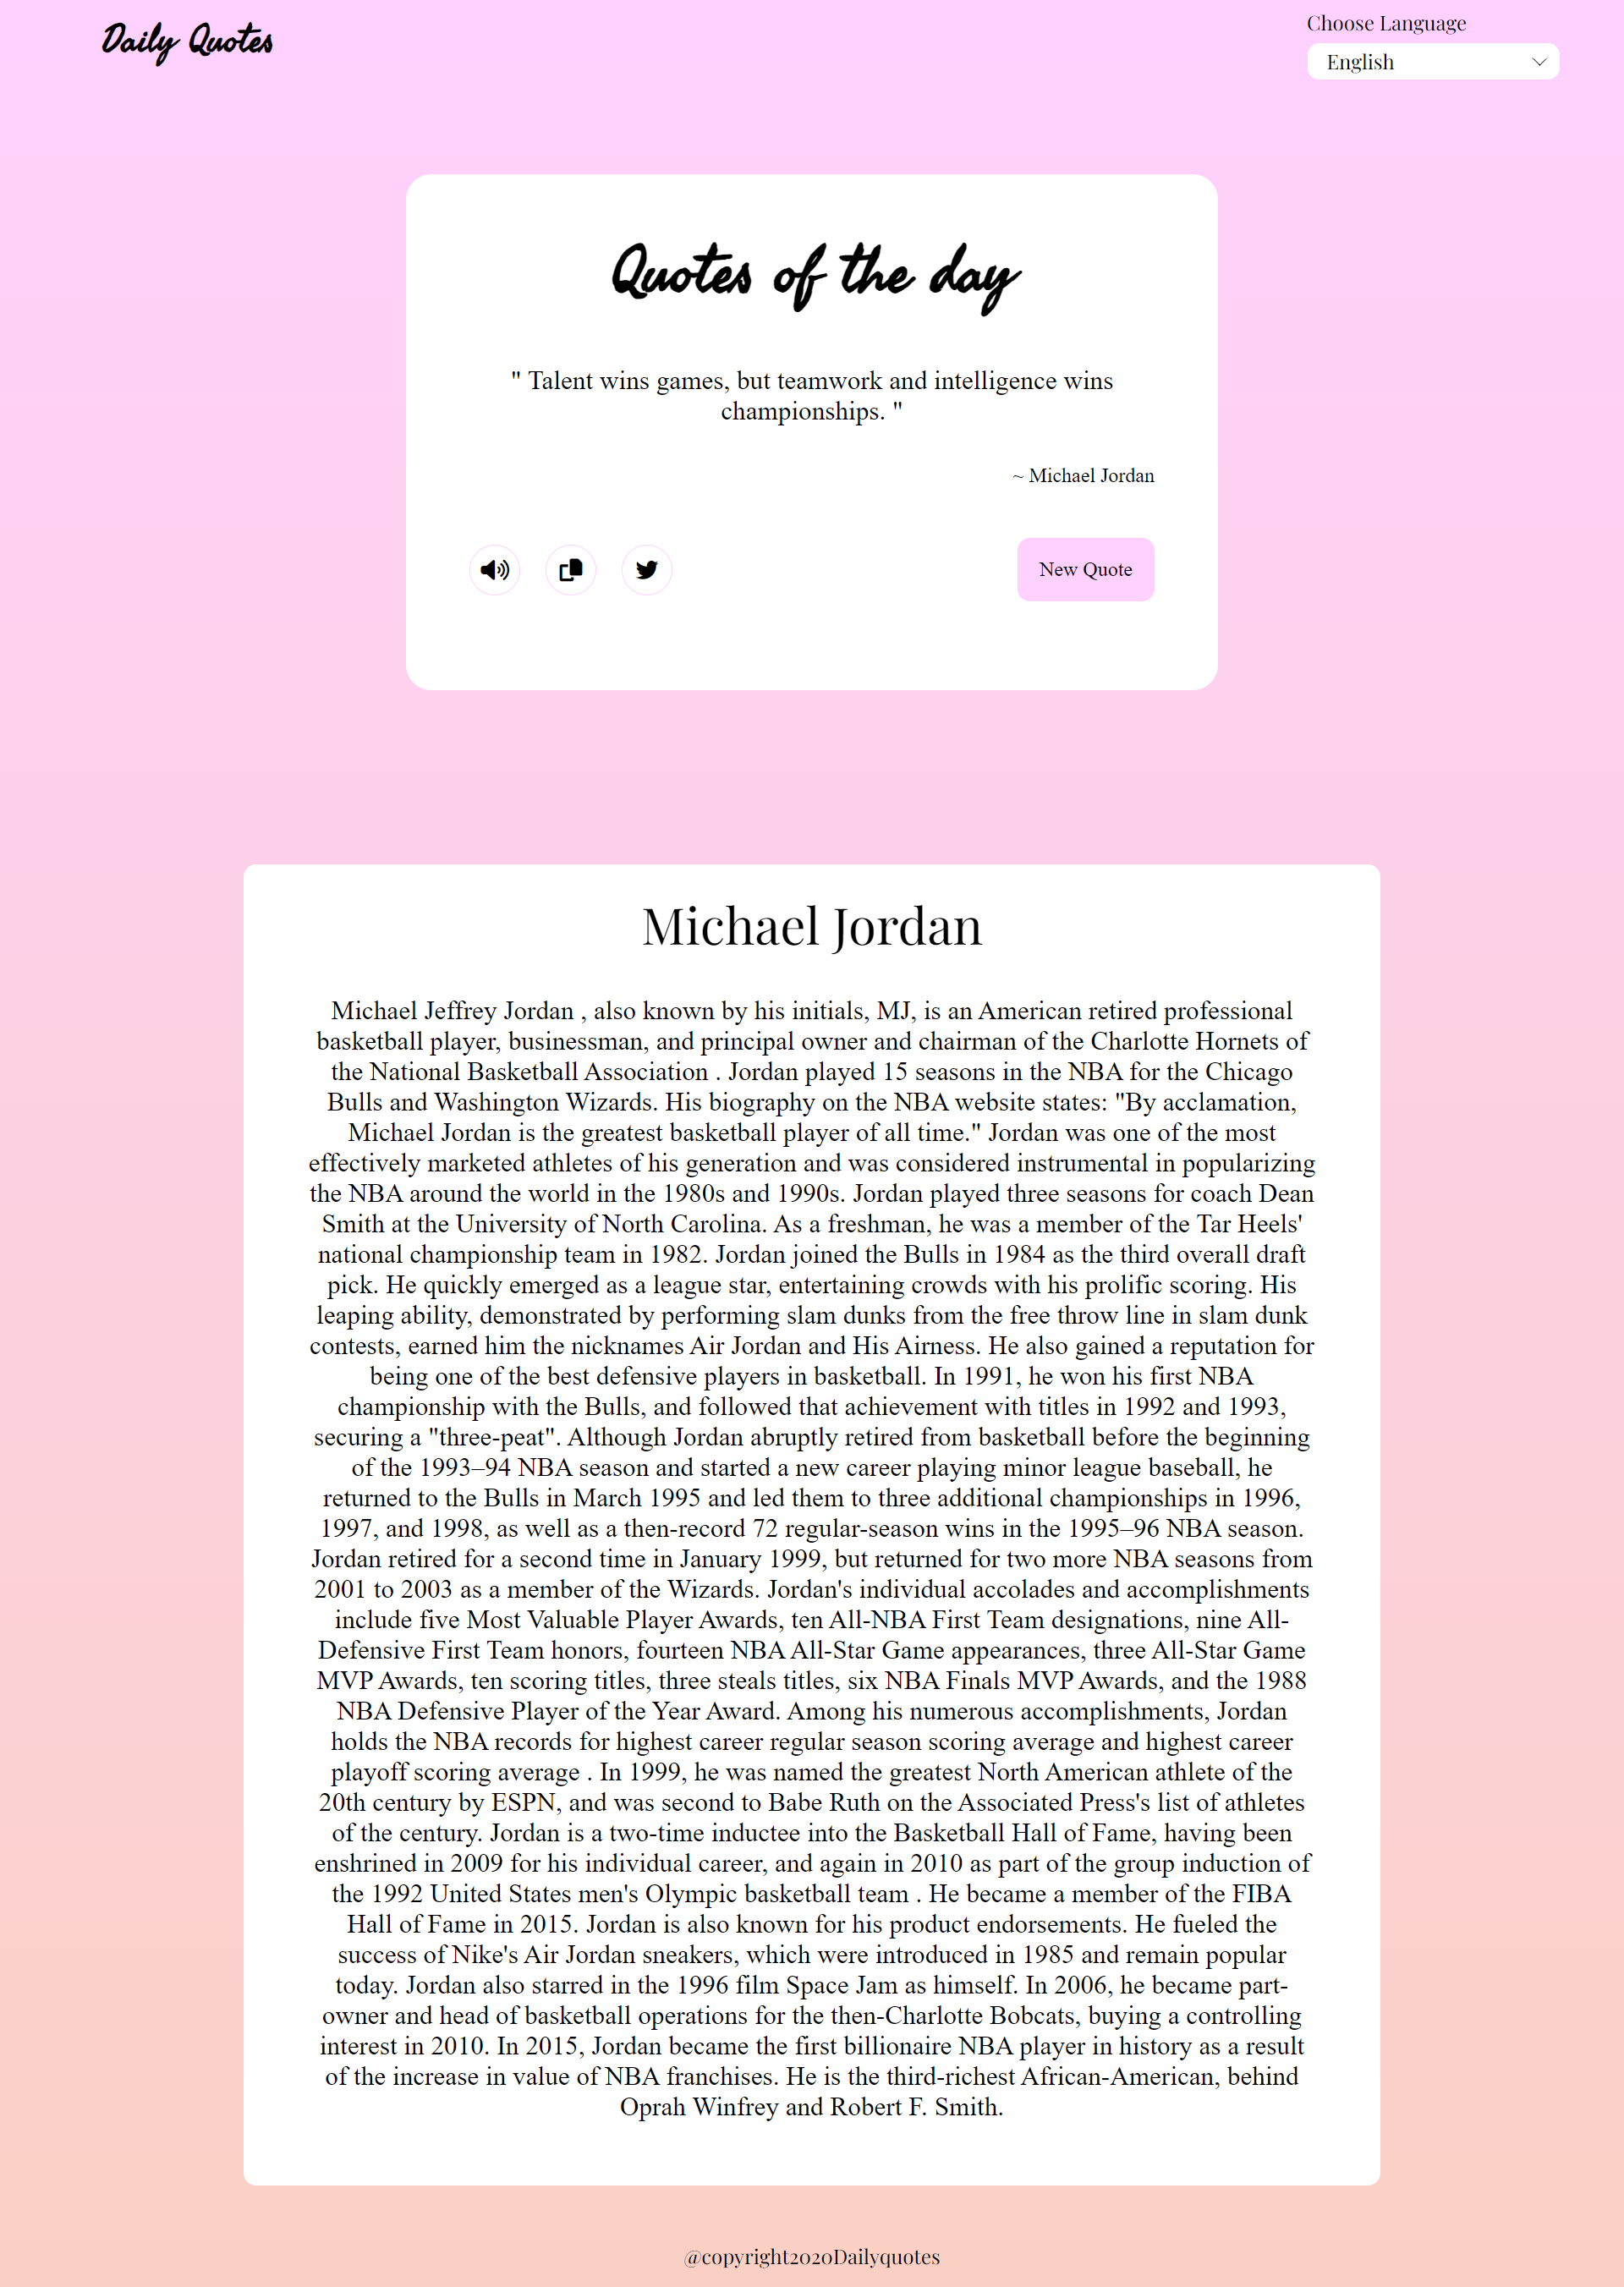 Daily Quotes
Choose Language
English
Quotes of the day
" Talent wins games, but teamwork and intelligence wins
championships. "
~ Michael Jordan
New Quote
Michael Jordan
Michael Jeffrey Jordan , also known by his initials, MJ, is an American retired professional
basketball player, businessman, and principal owner and chairman of the Charlotte Hornets of
the National Basketball Association . Jordan played 15 seasons in the NBA for the Chicago
Bulls and Washington Wizards. His biography on the NBA website states: "By acclamation,
Michael Jordan is the greatest basketball player of all time." Jordan was one of the most
effectively marketed athletes of his generation and was considered instrumental in popularizing
the NBA around the world in the 1980s and 1990s. Jordan played three seasons for coach Dean
Smith at the University of North Carolina. As a freshman, he was a member of the Tar Heels'
national championship team in 1982. Jordan joined the Bulls in 1984 as the third overall draft
pick. He quickly emerged as a league star, entertaining crowds with his prolific scoring. His
leaping ability, demonstrated by performing slam dunks from the free throw line in slam dunk
contests, earned him the nicknames Air Jordan and His Airness. He also gained a reputation for
being one of the best defensive players in basketball. In 1991, he won his first NBA
championship with the Bulls, and followed that achievement with titles in 1992 and 1993,
securing a "three-peat". Although Jordan abruptly retired from basketball before the beginning
of the 1993–94 NBA season and started a new career playing minor league baseball, he
returned to the Bulls in March 1995 and led them to three additional championships in 1996,
1997, and 1998, as well as a then-record 72 regular-season wins in the 1995–96 NBA season.
Jordan retired for a second time in January 1999, but returned for two more NBA seasons from
2001 to 2003 as a member of the Wizards. Jordan's individual accolades and accomplishments
include five Most Valuable Player Awards, ten All-NBA First Team designations, nine All-
Defensive First Team honors, fourteen NBA All-Star Game appearances, three All-Star Game
MVP Awards, ten scoring titles, three steals titles, six NBA Finals MVP Awards, and the 1988
NBA Defensive Player of the Year Award. Among his numerous accomplishments, Jordan
holds the NBA records for highest career regular season scoring average and highest career
playoff scoring average . In 1999, he was named the greatest North American athlete of the
20th century by ESPN, and was second to Babe Ruth on the Associated Press's list of athletes
of the century. Jordan is a two-time inductee into the Basketball Hall of Fame, having been
enshrined in 2009 for his individual career, and again in 2010 as part of the group induction of
the 1992 United States men's Olympic basketball team . He became a member of the FIBA
Hall of Fame in 2015. Jordan is also known for his product endorsements. He fueled the
success of Nike's Air Jordan sneakers, which were introduced in 1985 and remain popular
today. Jordan also starred in the 1996 film Space Jam as himself. In 2006, he became part-
owner and head of basketball operations for the then-Charlotte Bobcats, buying a controlling
interest in 2010. In 2015, Jordan became the first billionaire NBA player in history as a result
of the increase in value of NBA franchises. He is the third-richest African-American, behind
Oprah Winfrey and Robert F. Smith.
@copyright2020Dailyquotes